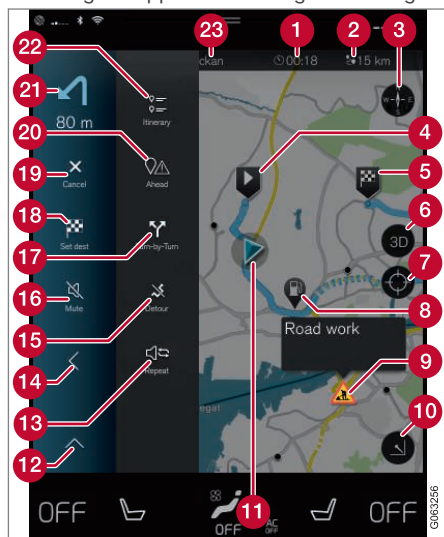 23 1 2 3
ckan 00:18 15 km
W E
22
Itinerary
21
80 m
20
Ahead
4
5
19
Cancel
6
18
Set dest
17
Turn-by-Turn
3D
7
16
Mute
15
Detour
8
Road work
14
9
13
Repeat
egat
10
12
11
OFF OFF AC OFF OFF
G063256